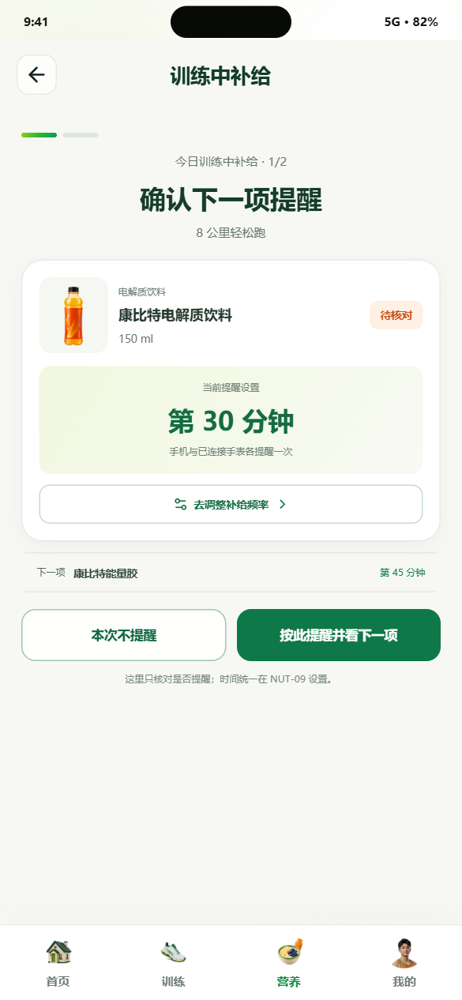 9:41
5G • 82%
训练中补给
今日训练中补给 · 1/2
确认下一项提醒
8 公里轻松跑
电解质饮料
康比特电解质饮料
150 ml
待核对
当前提醒设置
第 30 分钟
手机与已连接手表各提醒一次
去调整补给频率
下一项 康比特能量胶 第 45 分钟
本次不提醒
按此提醒并看下一项
这里只核对是否提醒；时间统一在 NUT-09 设置。
首页
训练
营养
我的